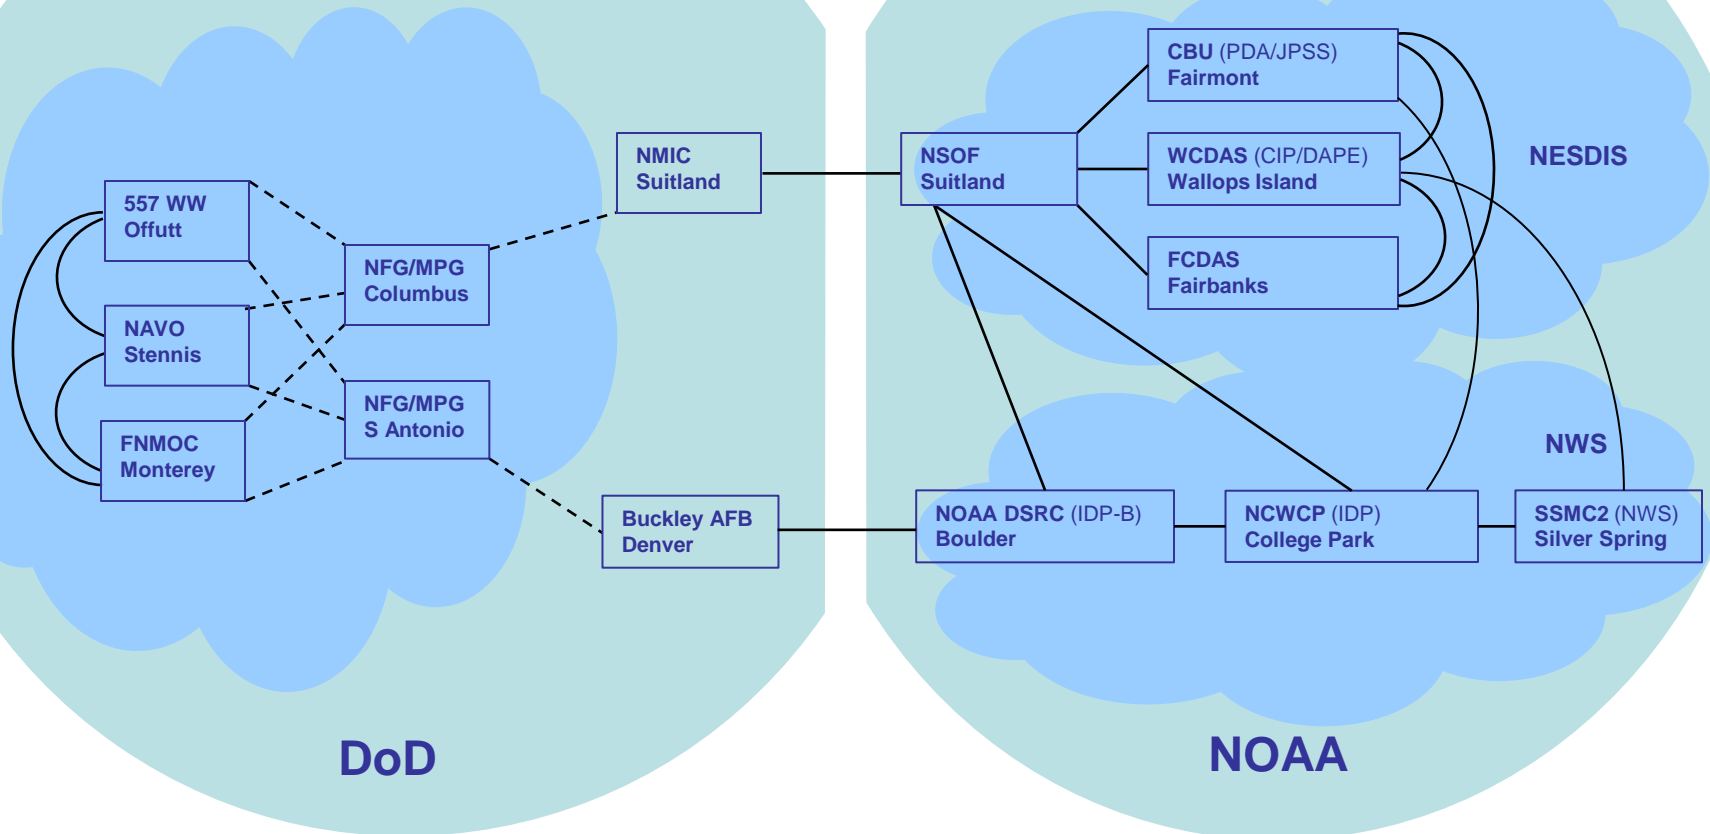 CBU (PDA/JPSS)
Fairmont
NMIC
Suitland
NSOF
Suitland
WCDAS (CIP/DAPE)
Wallops Island
NESDIS
557 WW
Offutt
NFG/MPG
Columbus
FCDAS
Fairbanks
NAVO
Stennis
NFG/MPG
S Antonio
FNMOC
Monterey
NWS
Buckley AFB
Denver
NOAA DSRC (IDP-B)
Boulder
NCWCP (IDP)
College Park
SSMC2 (NWS)
Silver Spring
DoD
NOAA